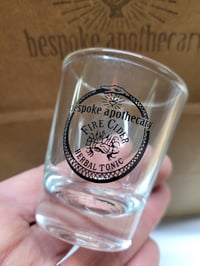 bespoke apothecary
bespoke apothecary
FIRE CIDER
HERBAL TONIC